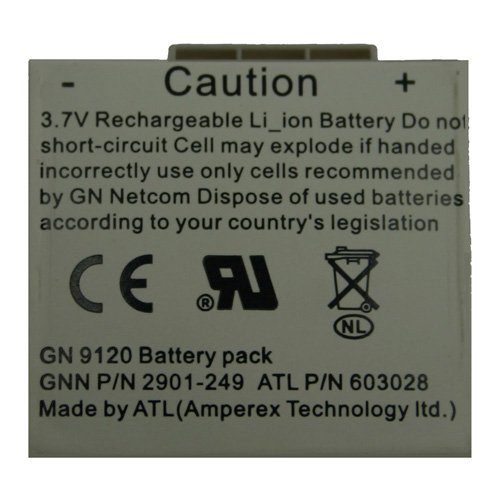 - Caution +
3.7V Rechargeable Li_ion Battery Do not
short-circuit Cell may explode if handed
incorrectly use only cells recommended
by GN Netcom Dispose of used batteries
according to your country's legislation
CE ® RU NL
GN 9120 Battery pack
GNN P/N 2901-249 ATL P/N 603028
Made by ATL(Amperex Technology ltd.)